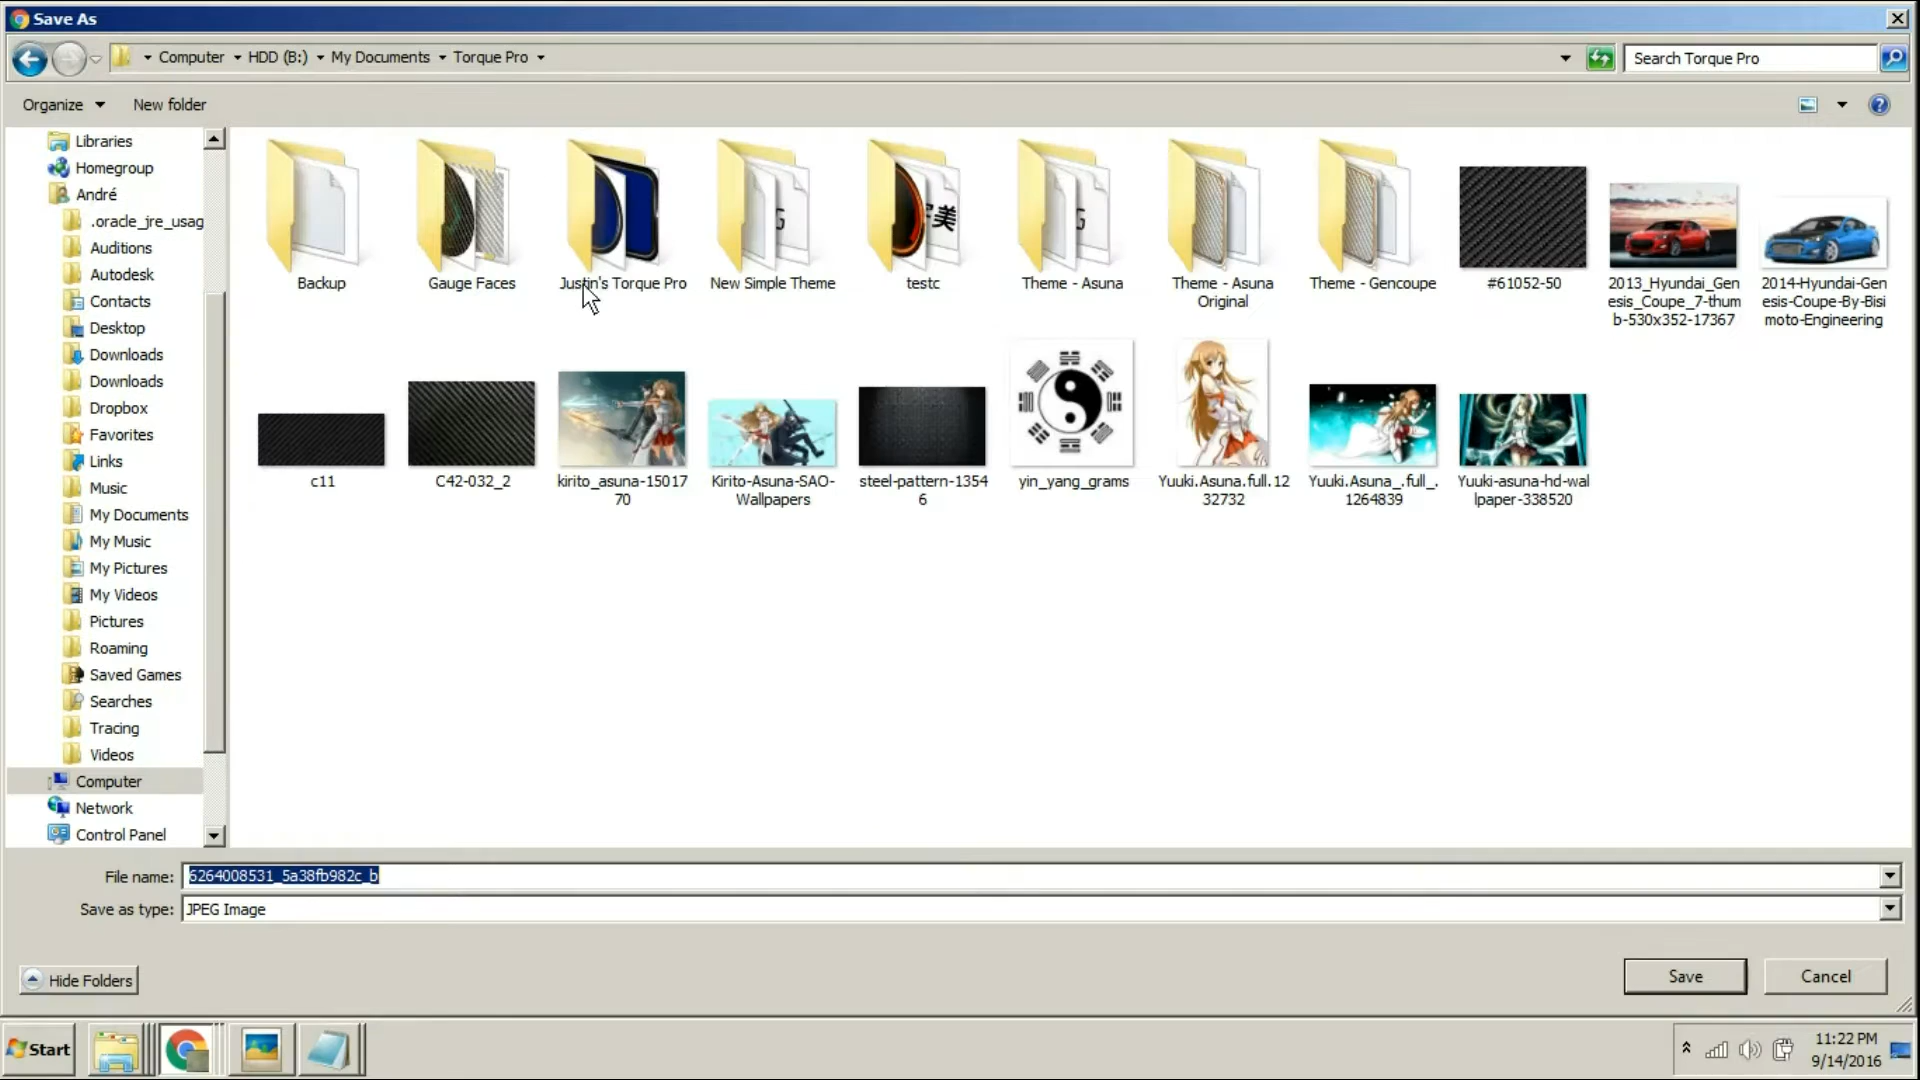 Save As
Computer
HDD (B:)
My Documents
Torque Pro
Search Torque Pro
Organize
New folder
Libraries
Homegroup
André
.oracle_jre_usag
Auditions
Autodesk
Contacts
Desktop
Downloads
Downloads
Dropbox
Favorites
Links
Music
My Documents
My Music
My Pictures
My Videos
Pictures
Roaming
Saved Games
Searches
Tracing
Videos
Computer
Network
Control Panel
G
美
G
Backup
Gauge Faces
Justin's Torque Pro
New Simple Theme
testc
Theme - Asuna
Theme - Asuna
Original
Theme - Gencoupe
#61052-50
2013_Hyundai_Gen
esis_Coupe_7-thum
b-530x352-17367
2014-Hyundai-Gen
esis-Coupe-By-Bisi
moto-Engineering
c11
C42-032_2
kirito_asuna-15017
70
Kirito-Asuna-SAO-
Wallpapers
steel-pattern-1354
6
yin_yang_grams
Yuuki.Asuna.full.12
32732
Yuuki.Asuna_.full_.
1264839
Yuuki-asuna-hd-wal
lpaper-338520
File name:
6264008531_5a38fb982c_b
Save as type:
JPEG Image
Hide Folders
Save
Cancel
Start
11:22 PM
9/14/2016